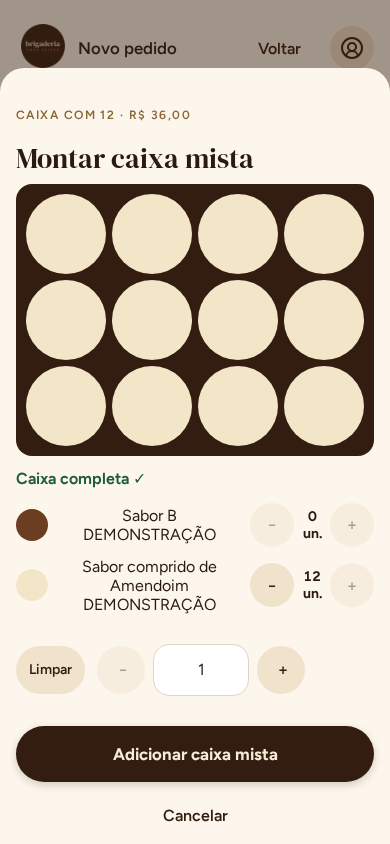 brigaderia
Novo pedido
Voltar
CAIXA COM 12 · R$ 36,00
Montar caixa mista
Caixa completa ✓
Sabor B
DEMONSTRAÇÃO
−
0
un.
+
Sabor comprido de
Amendoim
DEMONSTRAÇÃO
−
12
un.
+
Limpar
−
1
+
Adicionar caixa mista
Cancelar